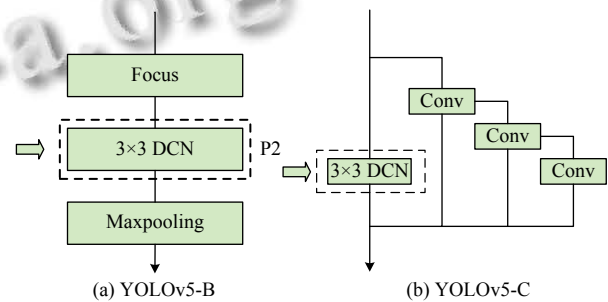 Focus
3×3 DCN
P2
Maxpooling
(a) YOLOv5-B
Conv
Conv
Conv
3×3 DCN
(b) YOLOv5-C